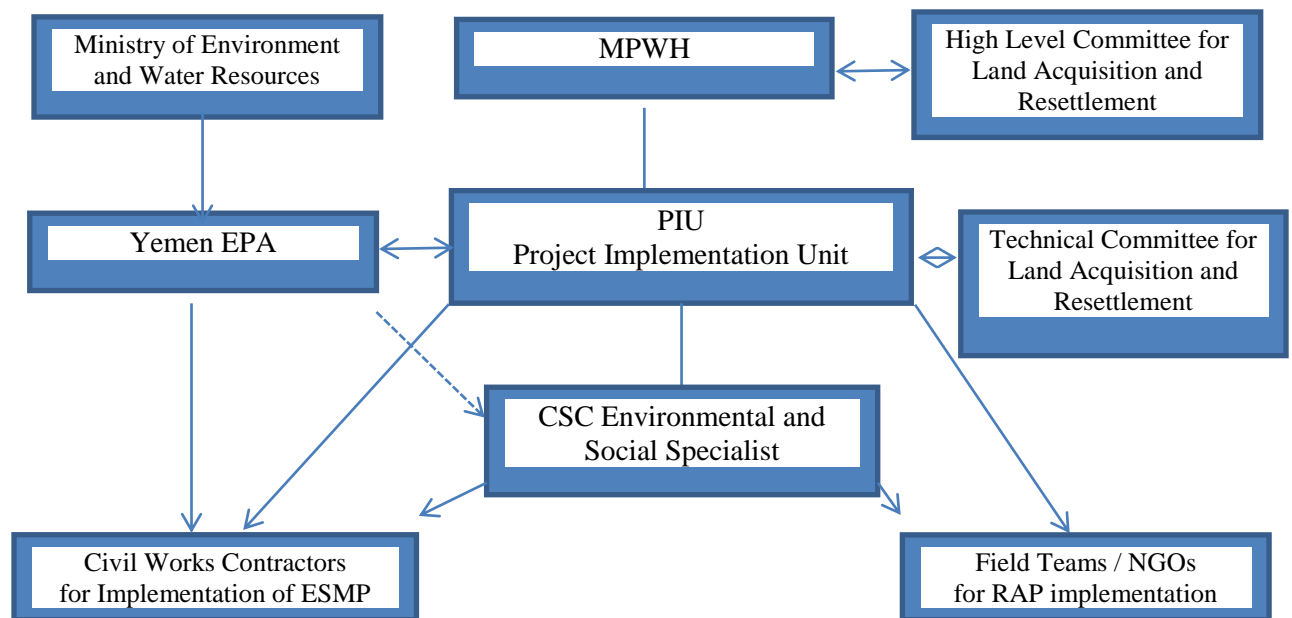 Ministry of Environment
and Water Resources
MPWH
High Level Committee for
Land Acquisition and
Resettlement
Yemen EPA
PIU
Project Implementation Unit
Technical Committee for
Land Acquisition and
Resettlement
CSC Environmental and
Social Specialist
Civil Works Contractors
for Implementation of ESMP
Field Teams / NGOs
for RAP implementation